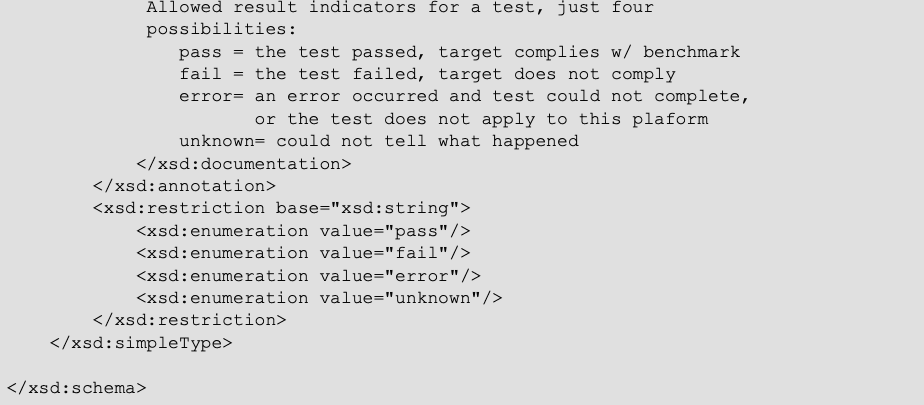 Allowed result indicators for a test, just four
possibilities:
pass = the test passed, target complies w/ benchmark
fail = the test failed, target does not comply
error= an error occurred and test could not complete,
or the test does not apply to this plaform
unknown= could not tell what happened
</xsd:documentation>
</xsd:annotation>
<xsd:restriction base="xsd:string">
<xsd:enumeration value="pass"/>
<xsd:enumeration value="fail"/>
<xsd:enumeration value="error"/>
<xsd:enumeration value="unknown"/>
</xsd:restriction>
</xsd:simpleType>
</xsd:schema>